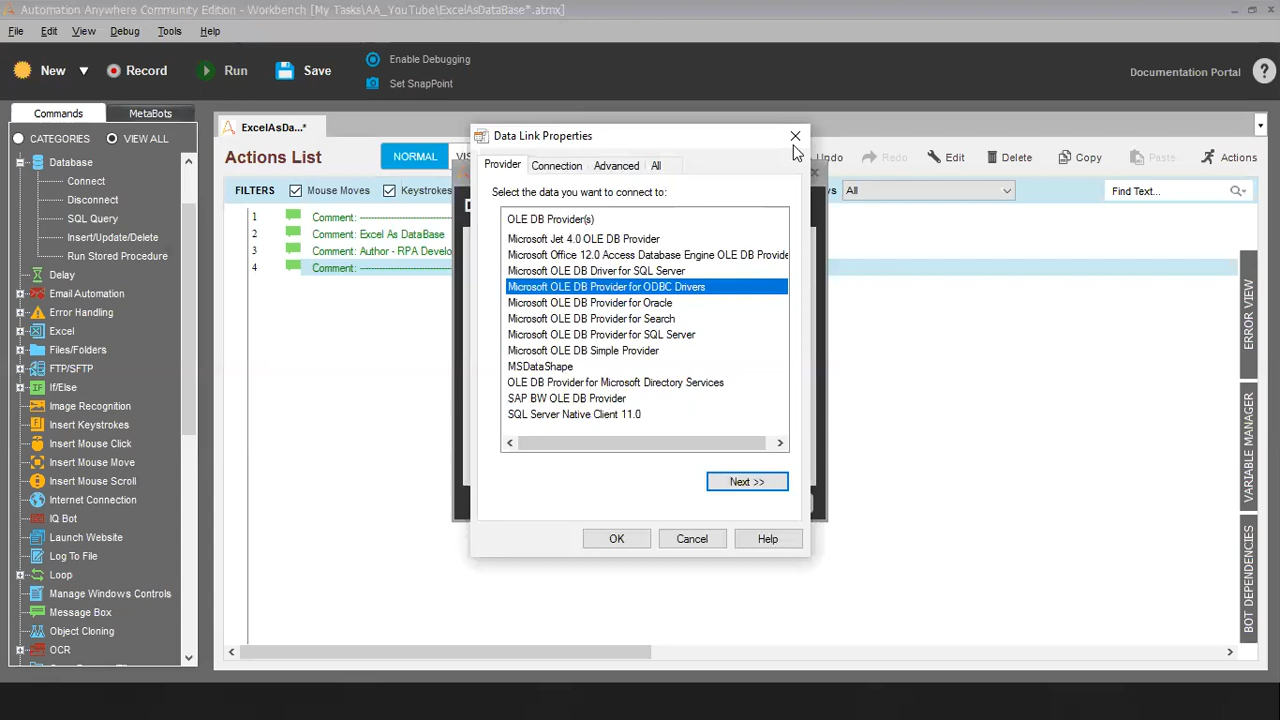 Automation Anywhere Community Edition - Workbench [My Tasks\AA_YouTube\ExcelAsDataBase*.atmx]
File Edit View Debug Tools Help
New Record Run Save
Enable Debugging
Set SnapPoint
Documentation Portal
Commands MetaBots
CATEGORIES VIEW ALL
Database
Connect
Disconnect
SQL Query
Insert/Update/Delete
Run Stored Procedure
Delay
Email Automation
Error Handling
Excel
Files/Folders
FTP/SFTP
If/Else
Image Recognition
Insert Keystrokes
Insert Mouse Click
Insert Mouse Move
Insert Mouse Scroll
Internet Connection
IQ Bot
Launch Website
Log To File
Loop
Manage Windows Controls
Message Box
Object Cloning
OCR
ExcelAsDa...*
Actions List NORMAL Undo Redo Edit Delete Copy Paste Actions
FILTERS Mouse Moves Keystrokes All Find Text...
1 Comment: ------------------------
2 Comment: Excel As DataBase
3 Comment: Author - RPA Develo
4 Comment: ------------------------
Data Link Properties
Provider Connection Advanced All
Select the data you want to connect to:
OLE DB Provider(s)
Microsoft Jet 4.0 OLE DB Provider
Microsoft Office 12.0 Access Database Engine OLE DB Provide
Microsoft OLE DB Driver for SQL Server
Microsoft OLE DB Provider for ODBC Drivers
Microsoft OLE DB Provider for Oracle
Microsoft OLE DB Provider for Search
Microsoft OLE DB Provider for SQL Server
Microsoft OLE DB Simple Provider
MSDataShape
OLE DB Provider for Microsoft Directory Services
SAP BW OLE DB Provider
SQL Server Native Client 11.0
Next >>
OK Cancel Help
ERROR VIEW
VARIABLE MANAGER
BOT DEPENDENCIES